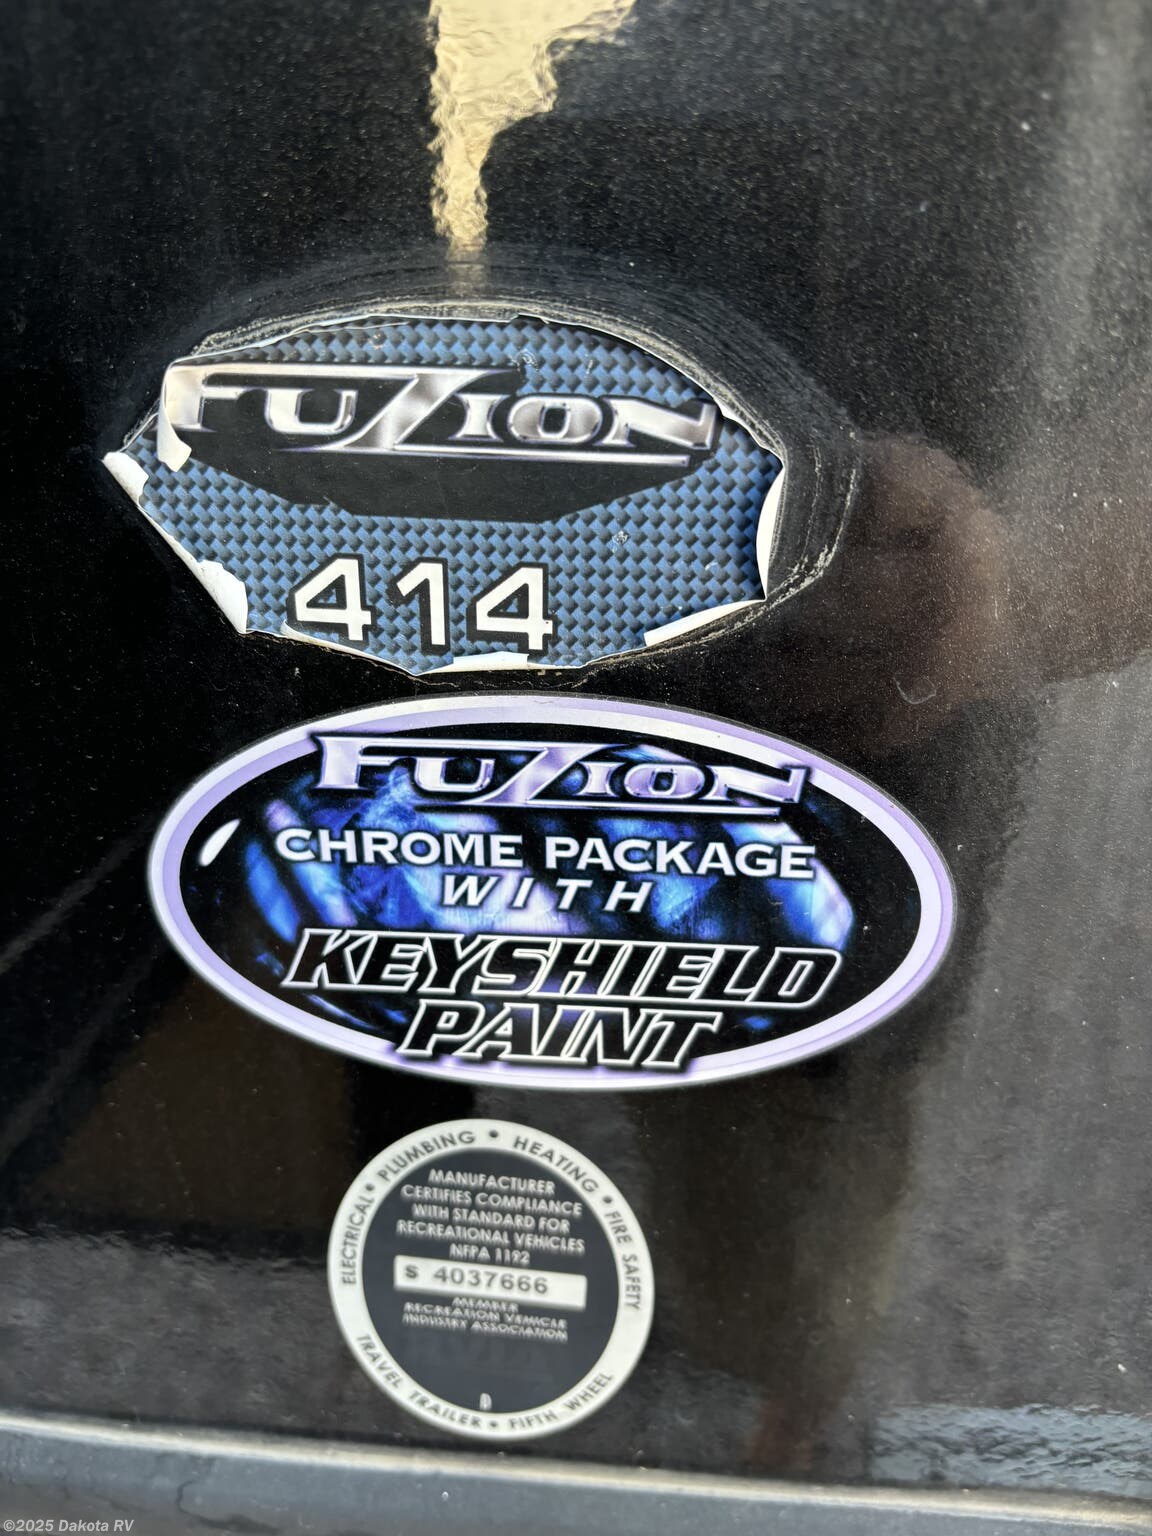 FUZION
414
FUZION
CHROME PACKAGE
WITH
KEYSHIELD
PAINT
ELECTRICAL • PLUMBING • HEATING • FIRE SAFETY
MANUFACTURER
CERTIFIES COMPLIANCE
WITH STANDARD FOR
RECREATIONAL VEHICLES
NFPA 1192
S 4037666
MEMBER
RECREATION VEHICLE
INDUSTRY ASSOCIATION
D
TRAVEL TRAILER • FIFTH WHEEL
©2025 Dakota RV